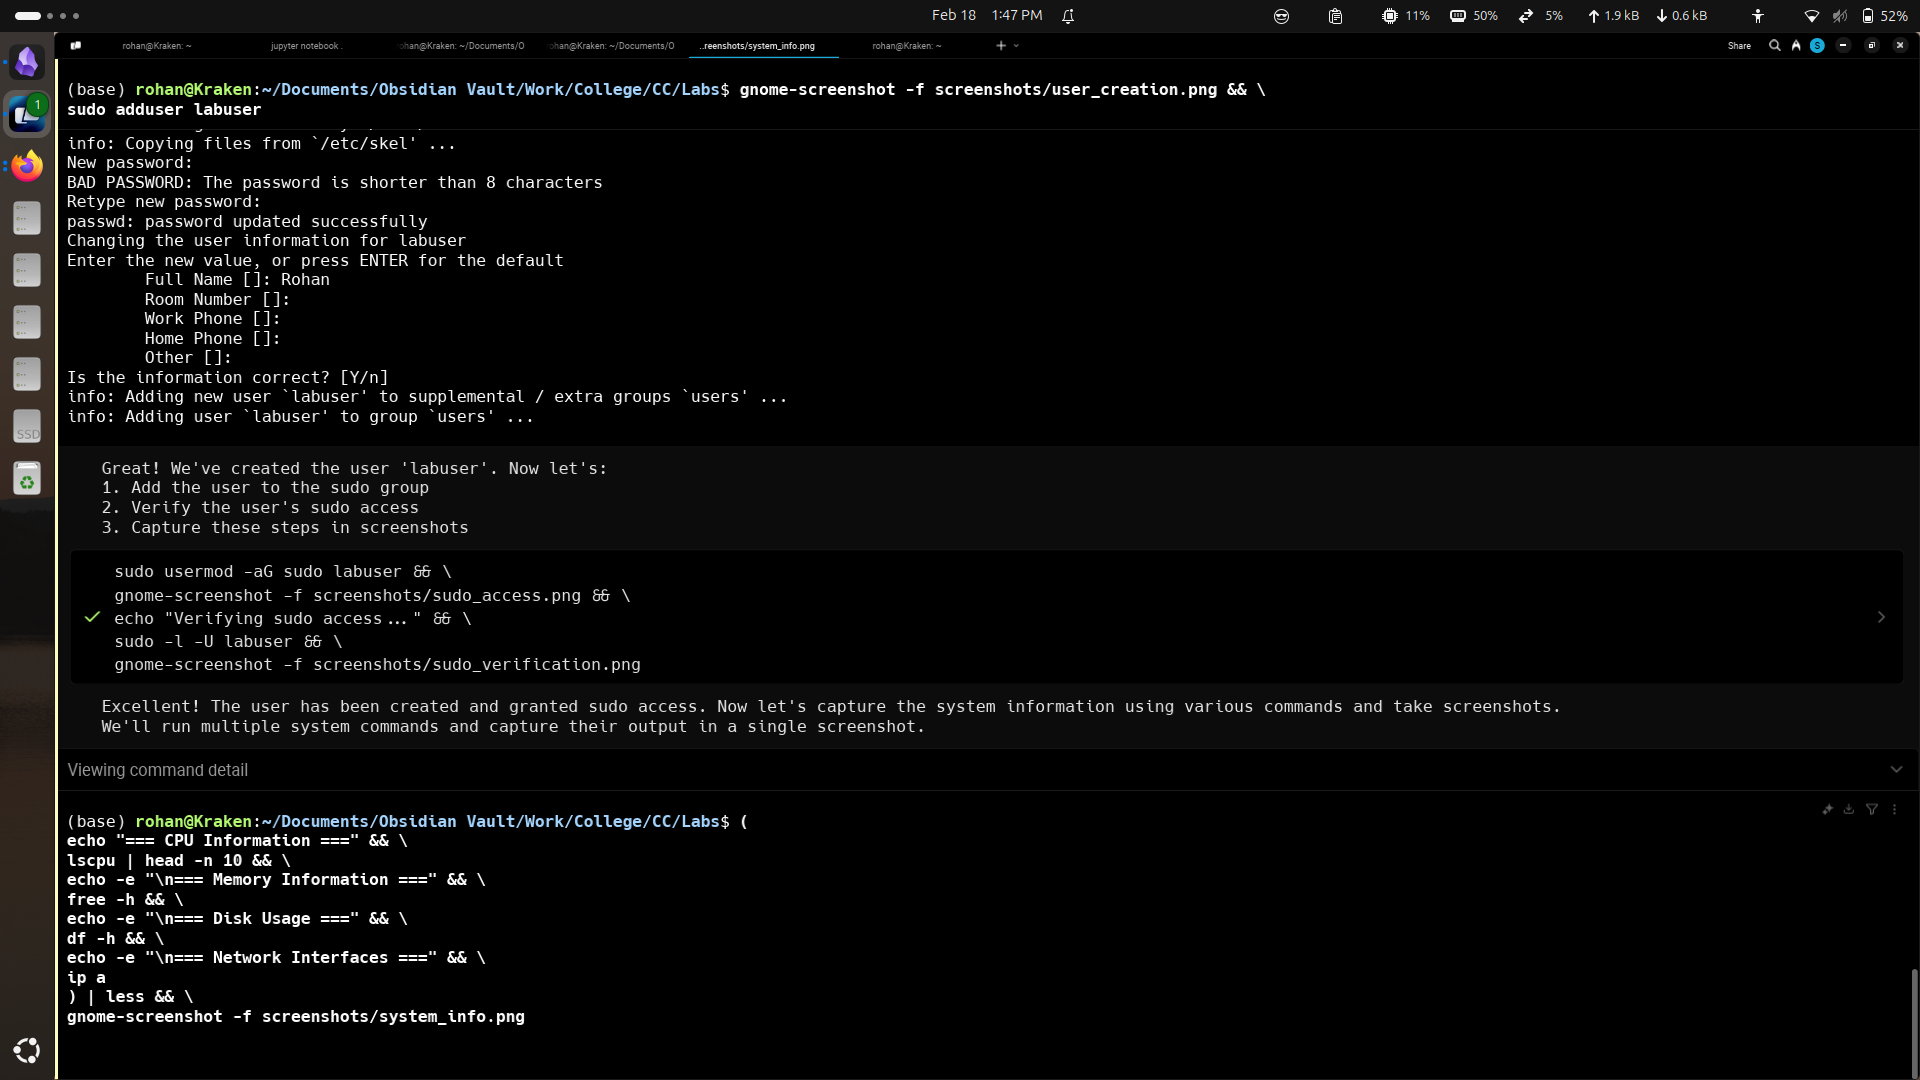 Feb 18 1:47 PM
11% 50% 5% 1.9 kB 0.6 kB 52%
rohan@Kraken: ~
jupyter notebook .
ohan@Kraken: ~/Documents/O
ohan@Kraken: ~/Documents/O
..reenshots/system_info.png
rohan@Kraken: ~
Share
S
1
(base) rohan@Kraken:~/Documents/Obsidian Vault/Work/College/CC/Labs$ gnome-screenshot -f screenshots/user_creation.png && \
sudo adduser labuser
info: Copying files from `/etc/skel' ...
New password:
BAD PASSWORD: The password is shorter than 8 characters
Retype new password:
passwd: password updated successfully
Changing the user information for labuser
Enter the new value, or press ENTER for the default
Full Name []: Rohan
Room Number []:
Work Phone []:
Home Phone []:
Other []:
Is the information correct? [Y/n]
info: Adding new user `labuser' to supplemental / extra groups `users' ...
info: Adding user `labuser' to group `users' ...
Great! We've created the user 'labuser'. Now let's:
1. Add the user to the sudo group
2. Verify the user's sudo access
3. Capture these steps in screenshots
sudo usermod -aG sudo labuser && \
gnome-screenshot -f screenshots/sudo_access.png && \
echo "Verifying sudo access..." && \
sudo -l -U labuser && \
gnome-screenshot -f screenshots/sudo_verification.png
Excellent! The user has been created and granted sudo access. Now let's capture the system information using various commands and take screenshots.
We'll run multiple system commands and capture their output in a single screenshot.
Viewing command detail
(base) rohan@Kraken:~/Documents/Obsidian Vault/Work/College/CC/Labs$ (
echo "=== CPU Information ===" && \
lscpu | head -n 10 && \
echo -e "\n=== Memory Information ===" && \
free -h && \
echo -e "\n=== Disk Usage ===" && \
df -h && \
echo -e "\n=== Network Interfaces ===" && \
ip a
) | less && \
gnome-screenshot -f screenshots/system_info.png
SSD